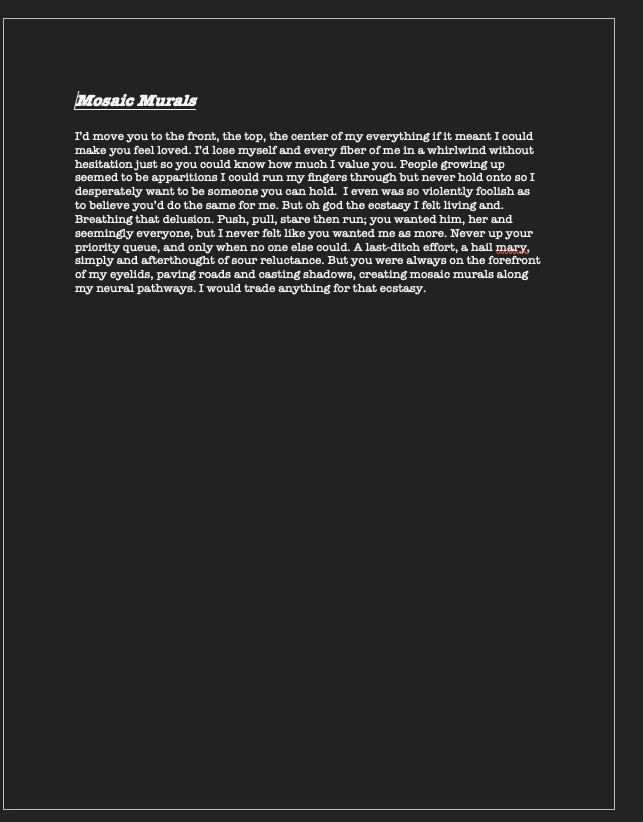 Mosaic Murals
I'd move you to the front, the top, the center of my everything if it meant I could
make you feel loved. I'd lose myself and every fiber of me in a whirlwind without
hesitation just so you could know how much I value you. People growing up
seemed to be apparitions I could run my fingers through but never hold onto so I
desperately want to be someone you can hold.  I even was so violently foolish as
to believe you'd do the same for me. But oh god the ecstasy I felt living and.
Breathing that delusion. Push, pull, stare then run; you wanted him, her and
seemingly everyone, but I never felt like you wanted me as more. Never up your
priority queue, and only when no one else could. A last-ditch effort, a hail mary,
simply and afterthought of sour reluctance. But you were always on the forefront
of my eyelids, paving roads and casting shadows, creating mosaic murals along
my neural pathways. I would trade anything for that ecstasy.